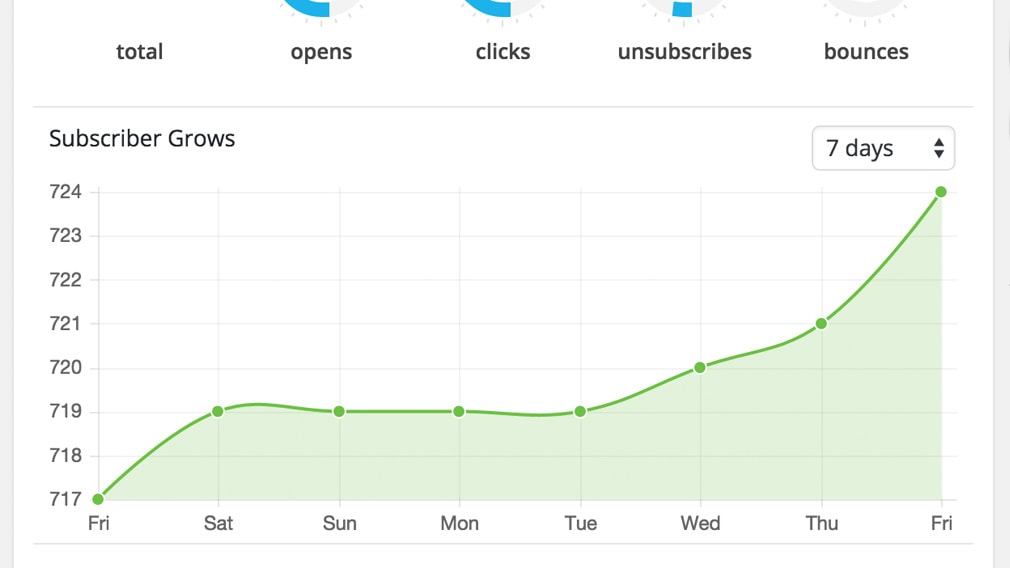 total opens clicks unsubscribes bounces
Subscriber Grows
7 days
724
723
722
721
720
719
718
717
Fri Sat Sun Mon Tue Wed Thu Fri